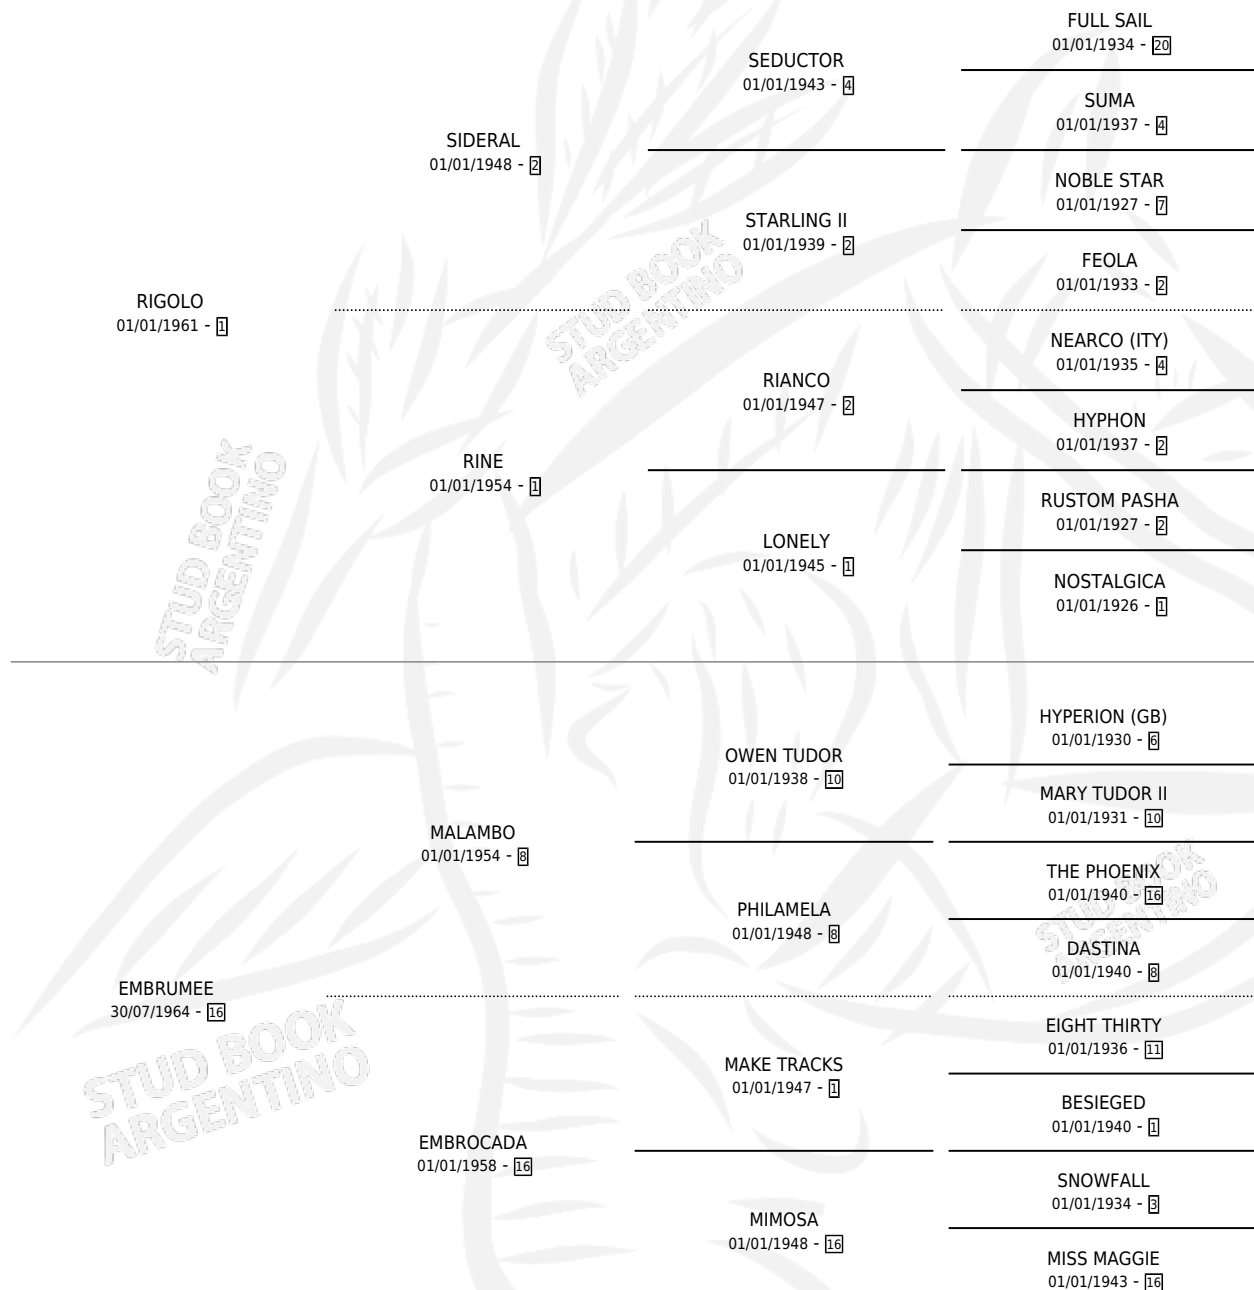 FULL SAIL
01/01/1934 - 20
SEDUCTOR
01/01/1943 - 4
SUMA
01/01/1937 - 4
SIDERAL
01/01/1948 - 2
NOBLE STAR
01/01/1927 - 7
STARLING II
01/01/1939 - 2
FEOLA
01/01/1933 - 2
RIGOLO
01/01/1961 - 1
NEARCO (ITY)
01/01/1935 - 4
RIANCO
01/01/1947 - 2
HYPHON
01/01/1937 - 2
RINE
01/01/1954 - 1
RUSTOM PASHA
01/01/1927 - 2
LONELY
01/01/1945 - 1
NOSTALGICA
01/01/1926 - 1
HYPERION (GB)
01/01/1930 - 6
OWEN TUDOR
01/01/1938 - 10
MARY TUDOR II
01/01/1931 - 10
MALAMBO
01/01/1954 - 8
THE PHOENIX
01/01/1940 - 16
PHILAMELA
01/01/1948 - 8
DASTINA
01/01/1940 - 8
EMBRUMEE
30/07/1964 - 16
EIGHT THIRTY
01/01/1936 - 11
MAKE TRACKS
01/01/1947 - 1
BESIEGED
01/01/1940 - 1
EMBROCADA
01/01/1958 - 16
SNOWFALL
01/01/1934 - 3
MIMOSA
01/01/1948 - 16
MISS MAGGIE
01/01/1943 - 16
STUD BOOK
ARGENTINO
STUD BOOK
ARGENTINO
STUD BOOK
ARGENTINO
STUD BOOK
ARGENTINO